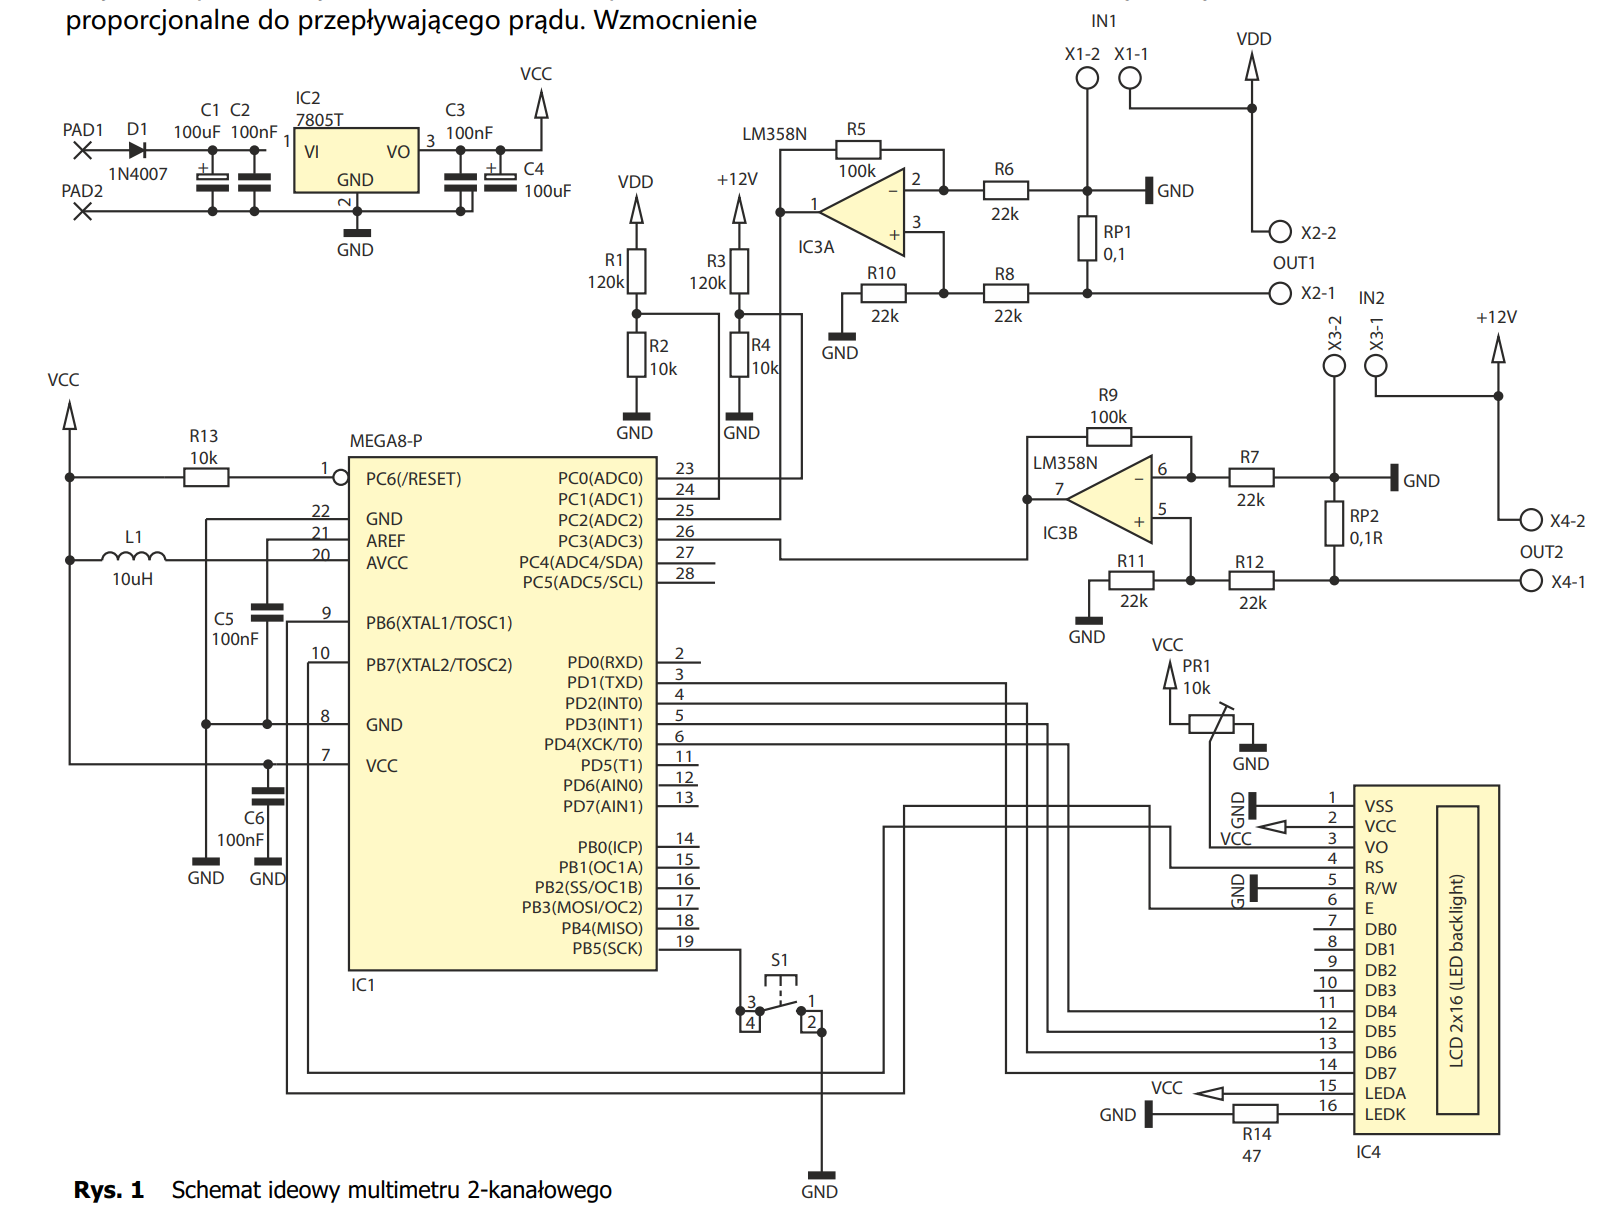 proporcjonalne do przepływającego prądu. Wzmocnienie
IN1
X1-2 X1-1
VDD
VCC
IC2
7805T
C1 C2
100uF 100nF
C3
100nF
PAD1 D1
1N4007
+
1 VI VO 3
GND
2
+
C4
100uF
PAD2
GND
LM358N
R5
100k
VDD
+12V
2
−
1
3
+
IC3A
R6
22k
GND
RP1
0,1
X2-2
OUT1
X2-1
R1
120k
R3
120k
R10
22k
R8
22k
GND
R2
10k
R4
10k
GND
GND
IN2
X3-2
X3-1
+12V
R9
100k
LM358N
6
−
7
5
+
IC3B
R7
22k
GND
RP2
0,1R
X4-2
OUT2
X4-1
R11
22k
R12
22k
GND
VCC
R13
10k
L1
10uH
C5
100nF
C6
100nF
GND
GND
MEGA8-P
1 PC6(/RESET)
22 GND
21 AREF
20 AVCC
9 PB6(XTAL1/TOSC1)
10 PB7(XTAL2/TOSC2)
8 GND
7 VCC
PC0(ADC0) 23
PC1(ADC1) 24
PC2(ADC2) 25
PC3(ADC3) 26
PC4(ADC4/SDA) 27
PC5(ADC5/SCL) 28
PD0(RXD) 2
PD1(TXD) 3
PD2(INT0) 4
PD3(INT1) 5
PD4(XCK/T0) 6
PD5(T1) 11
PD6(AIN0) 12
PD7(AIN1) 13
PB0(ICP) 14
PB1(OC1A) 15
PB2(SS/OC1B) 16
PB3(MOSI/OC2) 17
PB4(MISO) 18
PB5(SCK) 19
IC1
S1
3 1
4 2
GND
VCC
PR1
10k
GND
GND
VCC
GND
1 VSS
2 VCC
3 VO
4 RS
5 R/W
6 E
7 DB0
8 DB1
9 DB2
10 DB3
11 DB4
12 DB5
13 DB6
14 DB7
15 LEDA
16 LEDK
LCD 2x16 (LED backlight)
VCC
GND
R14
47
IC4
Rys. 1 Schemat ideowy multimetru 2-kanałowego